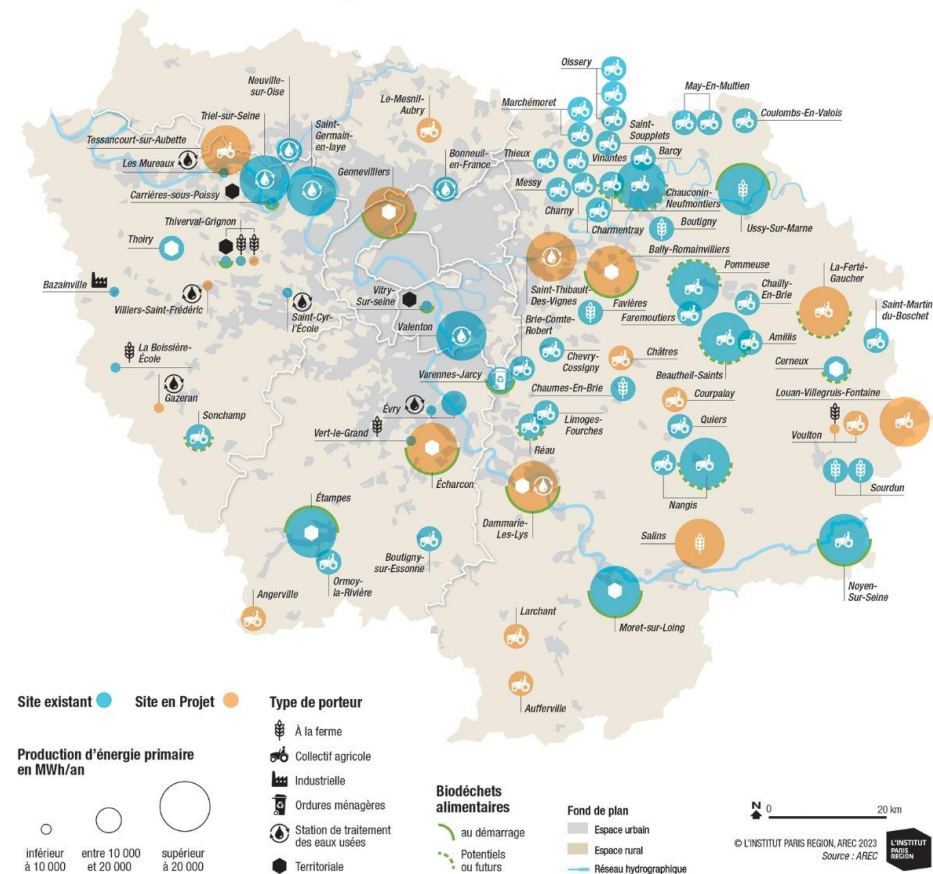 Oissery
May-En-Multien
Neuville-
sur-Oise
Le-Mesnil-
Aubry
Marchémoret
Coulombs-En-Valois
Triel-sur-Seine
Saint-
Germain-
en-laye
Saint-
Soupplets
Tessancourt-sur-Aubette
Gennevilliers
Bonneuil-
en-France
Thieux
Vinantes
Barcy
Les Mureaux
Messy
Carrières-sous-Poissy
Charny
Chauconin-
Neufmontiers
Ussy-Sur-Marne
Thiverval-Grignon
Charmentray
Boutigny
Thoiry
Bally-Romainvilliers
Pommeuse
La-Ferté-
Gaucher
Bazainville
Villiers-Saint-Frédéric
Saint-Cyr-
l'École
Vitry-
Sur-seine
Saint-Thibault-
Des-Vignes
Favières
Chailly-
En-Brie
Saint-Martin
du-Boschet
Valenton
Brie-Comte-
Robert
Faremoutiers
La Boissière-
École
Chevry-
Cossigny
Châtres
Amillis
Varennes-Jarcy
Beautheil-Saints
Cerneux
Gazeran
Chaumes-En-Brie
Courpalay
Louan-Villegruis-Fontaine
Sonchamp
Évry
Limoges-
Fourches
Quiers
Vert-le-Grand
Réau
Voulton
Écharcon
Nangis
Sourdun
Étampes
Dammarie-
Les-Lys
Salins
Boutigny-
sur-Essonne
Ormoy-
la-Rivière
Noyen-
Sur-Seine
Angerville
Larchant
Moret-sur-Loing
Aufferville
Site existant
Site en Projet
Production d'énergie primaire
en MWh/an
inférieur
à 10 000
entre 10 000
et 20 000
supérieur
à 20 000
Type de porteur
À la ferme
Collectif agricole
Industrielle
Ordures ménagères
Station de traitement
des eaux usées
Territoriale
Biodéchets
alimentaires
au démarrage
Potentiels
ou futurs
Fond de plan
Espace urbain
Espace rural
Réseau hydrographique
N
0 20 km
© L'INSTITUT PARIS REGION, AREC 2023
Source : AREC
L'INSTITUT
PARIS
REGION